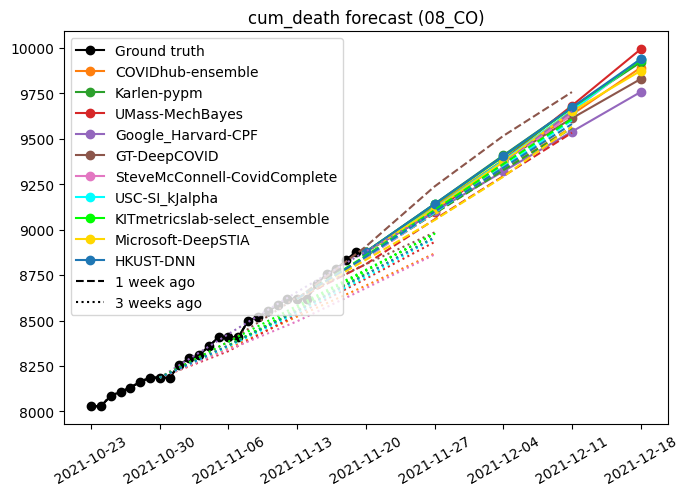 cum_death forecast (08_CO)
10000
9750
9500
9250
9000
8750
8500
8250
8000
Ground truth
COVIDhub-ensemble
Karlen-pypm
UMass-MechBayes
Google_Harvard-CPF
GT-DeepCOVID
SteveMcConnell-CovidComplete
USC-SI_kJalpha
KITmetricslab-select_ensemble
Microsoft-DeepSTIA
HKUST-DNN
1 week ago
3 weeks ago
2021-10-23
2021-10-30
2021-11-06
2021-11-13
2021-11-20
2021-11-27
2021-12-04
2021-12-11
2021-12-18